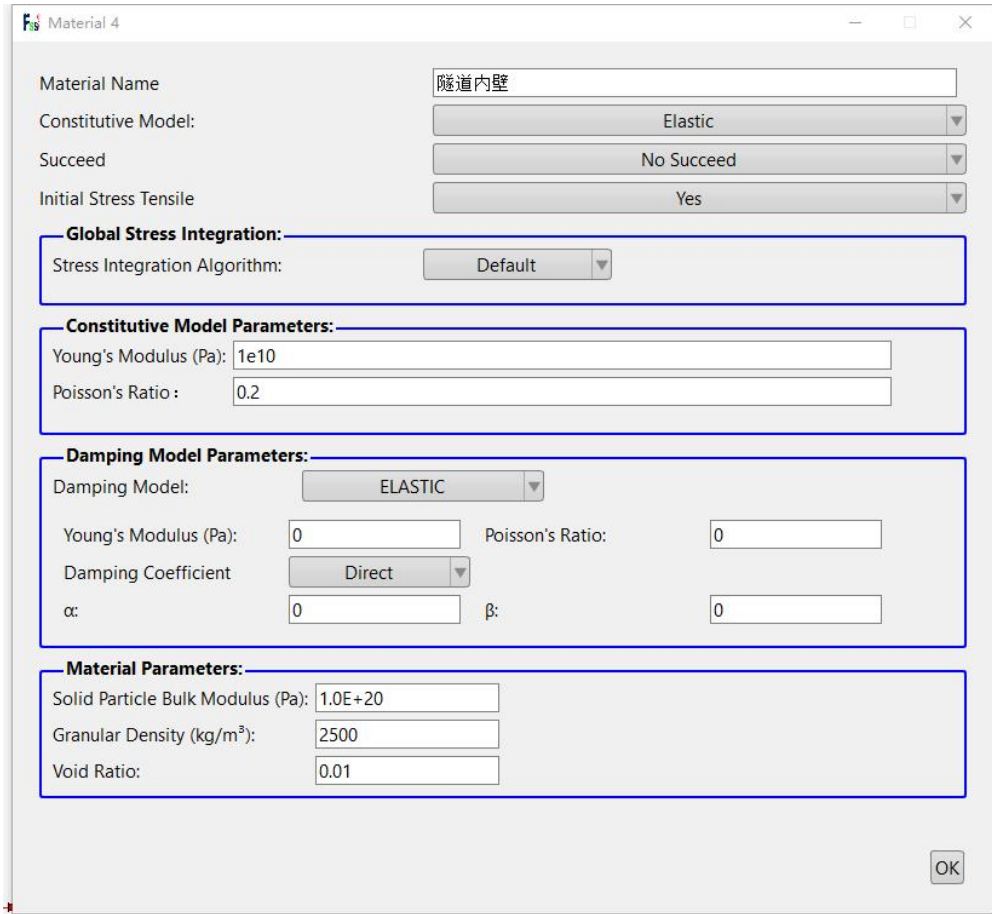 Fssi Material 4
Material Name 隧道内壁
Constitutive Model: Elastic
Succeed No Succeed
Initial Stress Tensile Yes
Global Stress Integration:
Stress Integration Algorithm: Default
Constitutive Model Parameters:
Young's Modulus (Pa): 1e10
Poisson's Ratio： 0.2
Damping Model Parameters:
Damping Model: ELASTIC
Young's Modulus (Pa): 0 Poisson's Ratio: 0
Damping Coefficient Direct
α: 0 β: 0
Material Parameters:
Solid Particle Bulk Modulus (Pa): 1.0E+20
Granular Density (kg/m³): 2500
Void Ratio: 0.01
OK